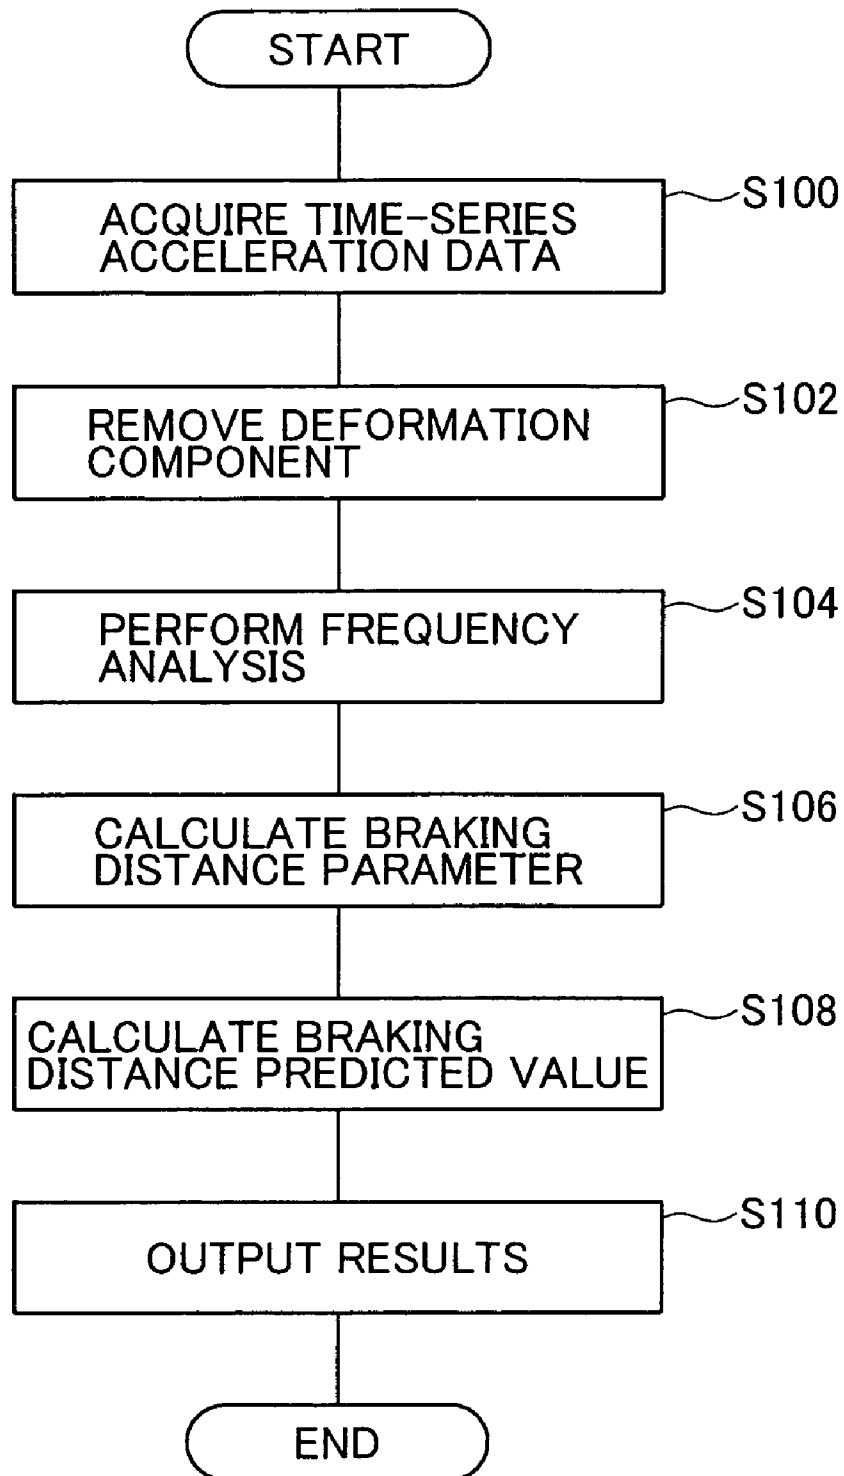 START
S100
ACQUIRE TIME-SERIES
ACCELERATION DATA
S102
REMOVE DEFORMATION
COMPONENT
S104
PERFORM FREQUENCY
ANALYSIS
S106
CALCULATE BRAKING
DISTANCE PARAMETER
S108
CALCULATE BRAKING
DISTANCE PREDICTED VALUE
S110
OUTPUT RESULTS
END